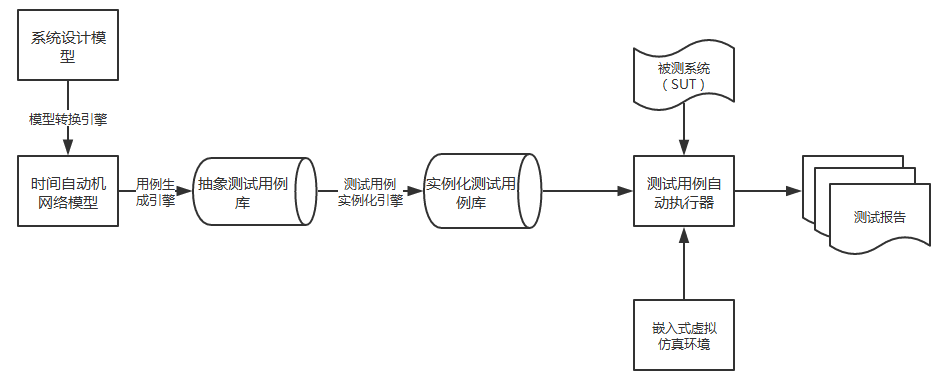 系统设计模
型
模型转换引擎
时间自动机
网络模型
用例生
成引擎
抽象测试用例
库
测试用例
实例化引擎
实例化测试用
例库
被测系统
（SUT）
测试用例自
动执行器
测试报告
嵌入式虚拟
仿真环境